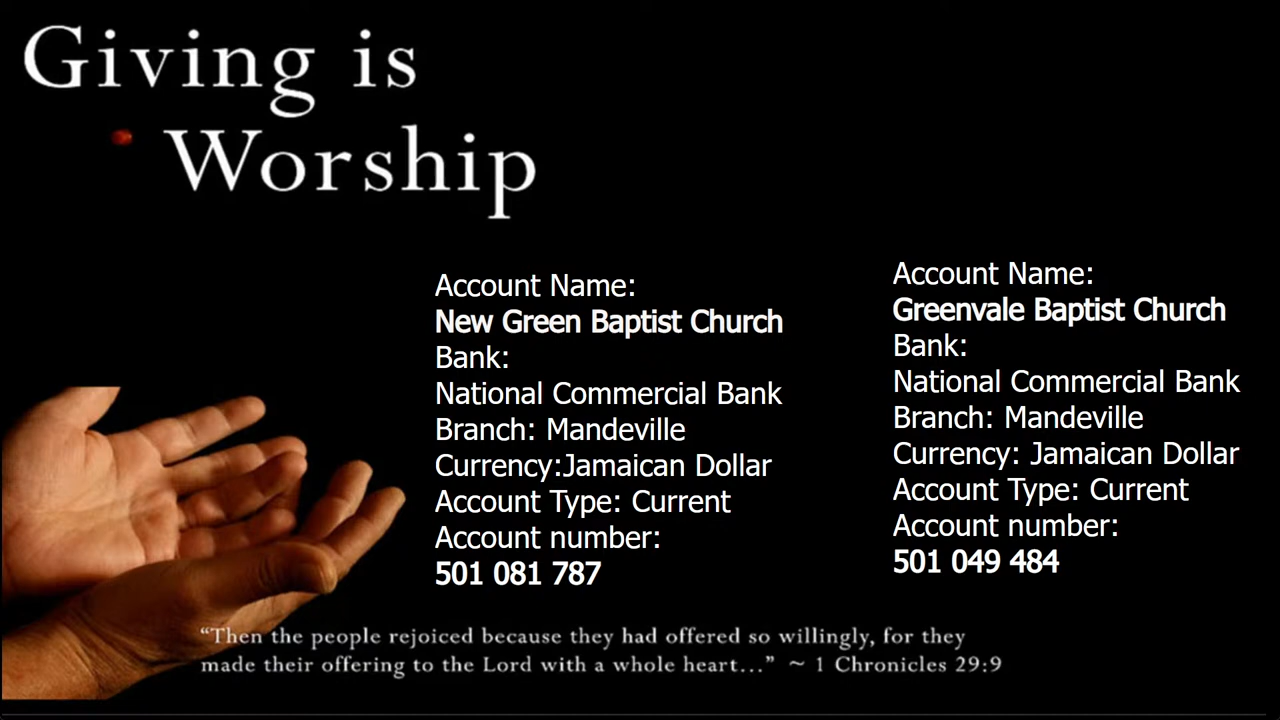 Giving is
Worship
Account Name:
New Green Baptist Church
Bank:
National Commercial Bank
Branch: Mandeville
Currency:Jamaican Dollar
Account Type: Current
Account number:
501 081 787
Account Name:
Greenvale Baptist Church
Bank:
National Commercial Bank
Branch: Mandeville
Currency: Jamaican Dollar
Account Type: Current
Account number:
501 049 484
“Then the people rejoiced because they had offered so willingly, for they
made their offering to the Lord with a whole heart…” ~ 1 Chronicles 29:9